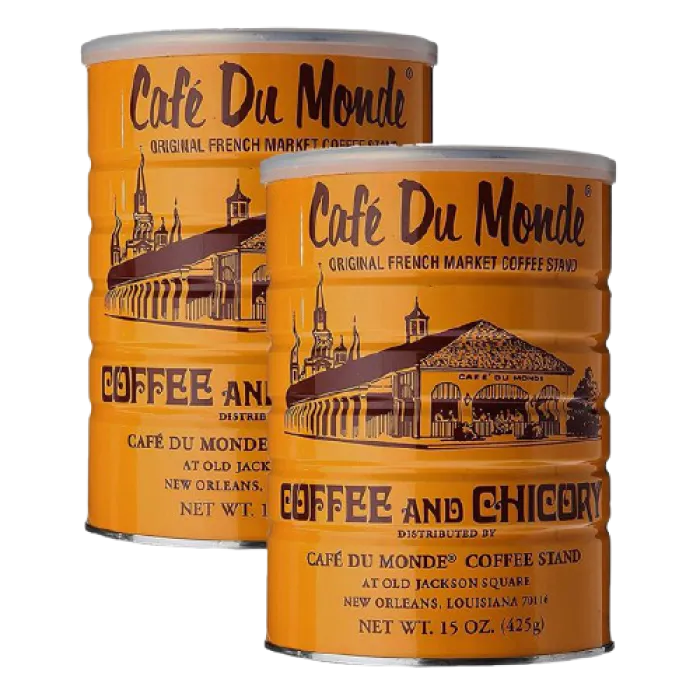 Café Du Monde®
ORIGINAL FRENCH MARKET COFFEE STAND
COFFEE AND
DISTRIBUTED
CAFÉ DU MONDE®
AT OLD JACK
NEW ORLEANS,
NET WT. 1
Café Du Monde®
ORIGINAL FRENCH MARKET COFFEE STAND
CAFE DU MONDE
COFFEE AND CHICORY
DISTRIBUTED BY
CAFÉ DU MONDE® COFFEE STAND
AT OLD JACKSON SQUARE
NEW ORLEANS, LOUISIANA 70116
NET WT. 15 OZ. (425g)